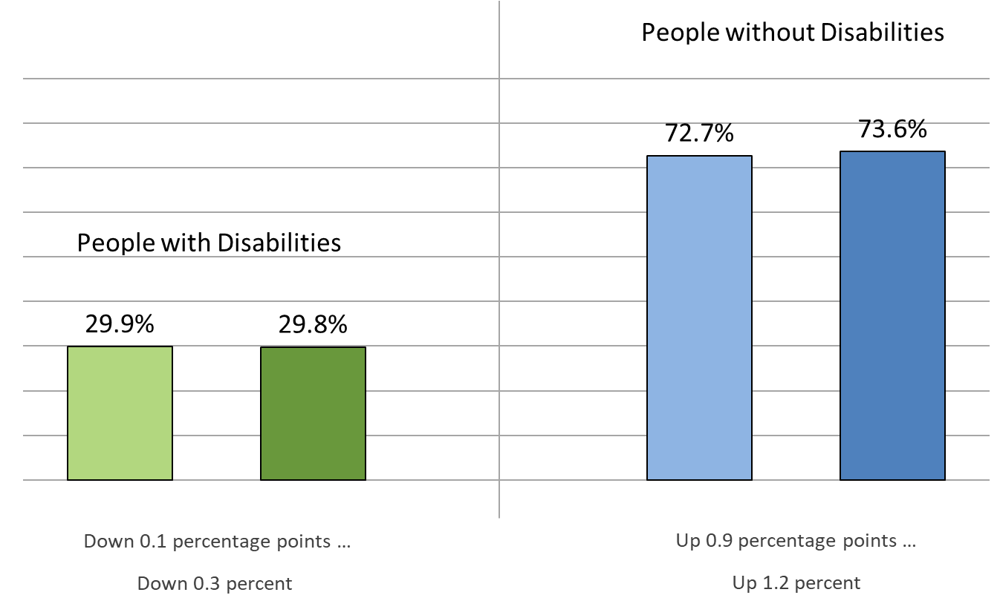 People without Disabilities
72.7%
73.6%
People with Disabilities
29.9%
29.8%
Down 0.1 percentage points ...
Down 0.3 percent
Up 0.9 percentage points ...
Up 1.2 percent